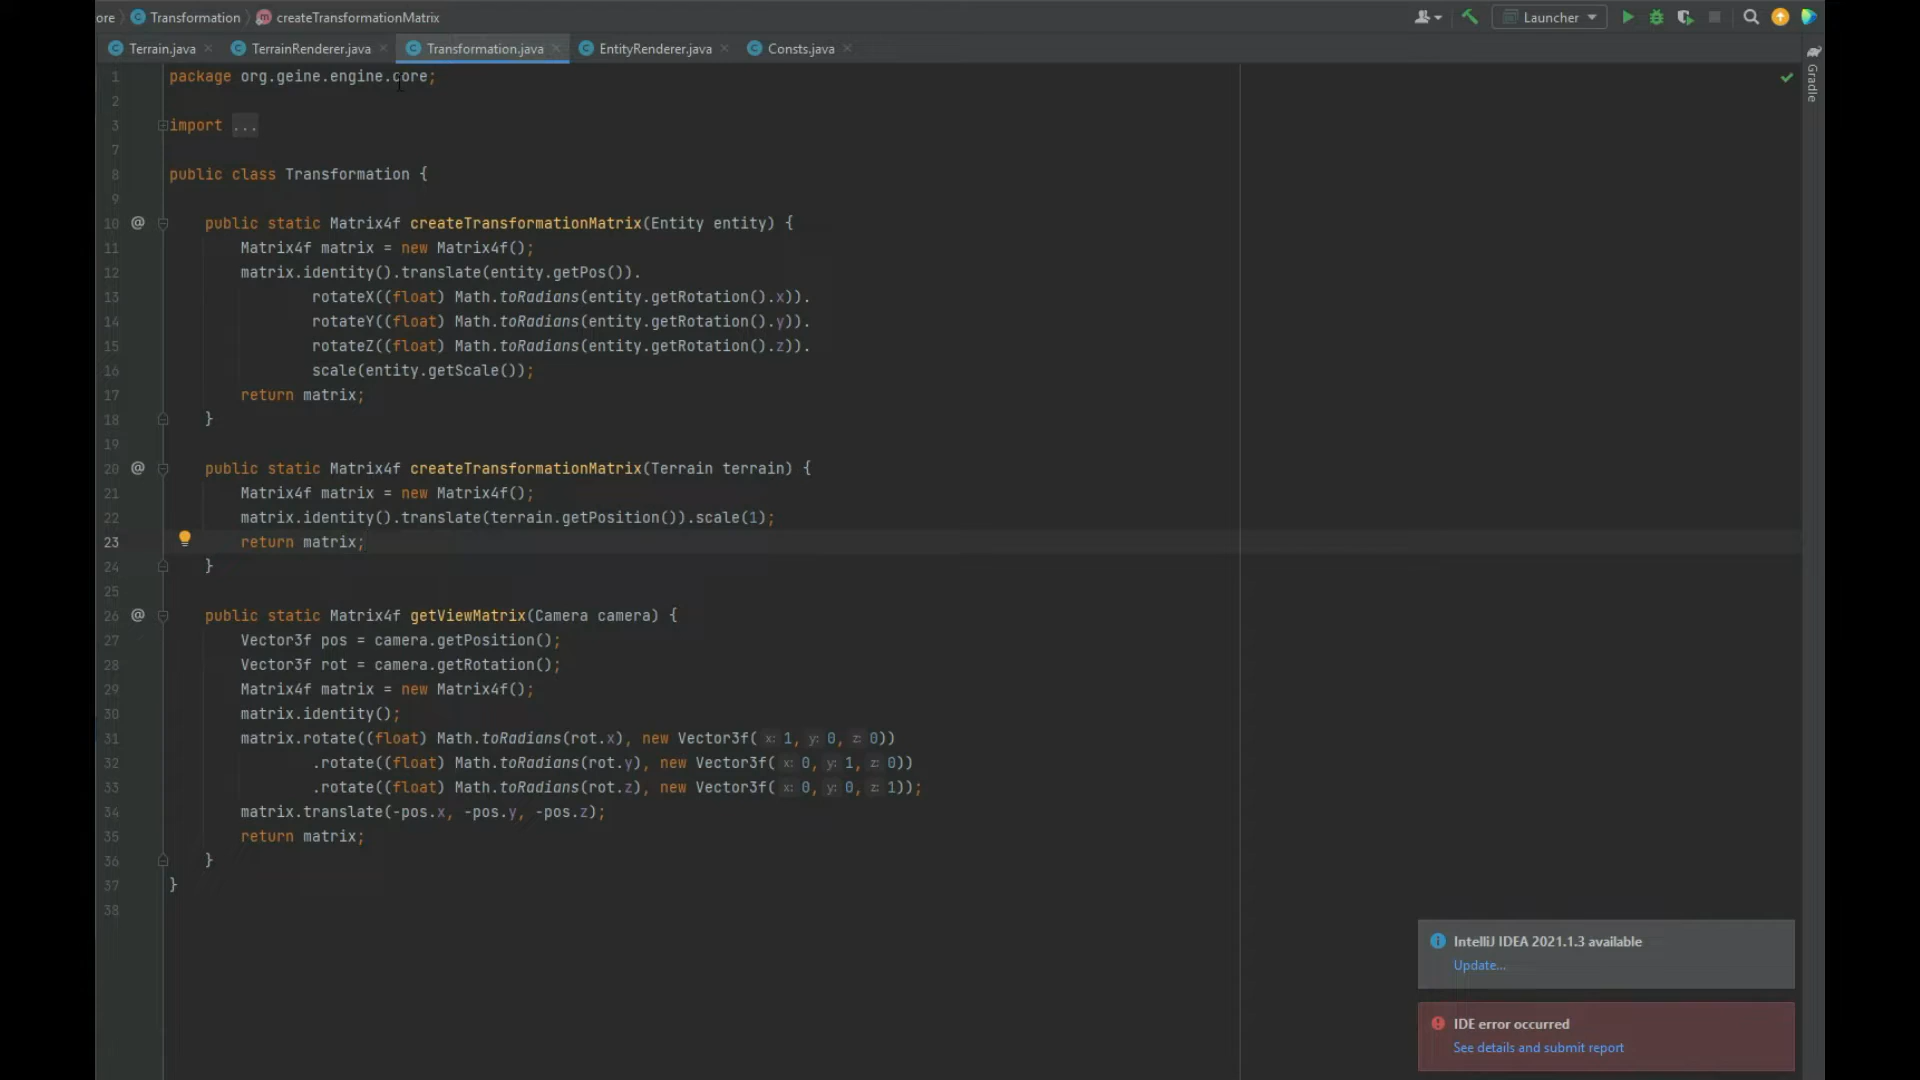 ore Transformation createTransformationMatrix Launcher
Terrain.java TerrainRenderer.java Transformation.java EntityRenderer.java Consts.java
Gradle
1 package org.geine.engine.core;
2
3 import ...
7
8 public class Transformation {
9
10 @ public static Matrix4f createTransformationMatrix(Entity entity) {
11 Matrix4f matrix = new Matrix4f();
12 matrix.identity().translate(entity.getPos()).
13 rotateX((float) Math.toRadians(entity.getRotation().x)).
14 rotateY((float) Math.toRadians(entity.getRotation().y)).
15 rotateZ((float) Math.toRadians(entity.getRotation().z)).
16 scale(entity.getScale());
17 return matrix;
18 }
19
20 @ public static Matrix4f createTransformationMatrix(Terrain terrain) {
21 Matrix4f matrix = new Matrix4f();
22 matrix.identity().translate(terrain.getPosition()).scale(1);
23 return matrix;
24 }
25
26 @ public static Matrix4f getViewMatrix(Camera camera) {
27 Vector3f pos = camera.getPosition();
28 Vector3f rot = camera.getRotation();
29 Matrix4f matrix = new Matrix4f();
30 matrix.identity();
31 matrix.rotate((float) Math.toRadians(rot.x), new Vector3f( x: 1, y: 0, z: 0))
32 .rotate((float) Math.toRadians(rot.y), new Vector3f( x: 0, y: 1, z: 0))
33 .rotate((float) Math.toRadians(rot.z), new Vector3f( x: 0, y: 0, z: 1));
34 matrix.translate(-pos.x, -pos.y, -pos.z);
35 return matrix;
36 }
37 }
38
IntelliJ IDEA 2021.1.3 available
Update...
IDE error occurred
See details and submit report